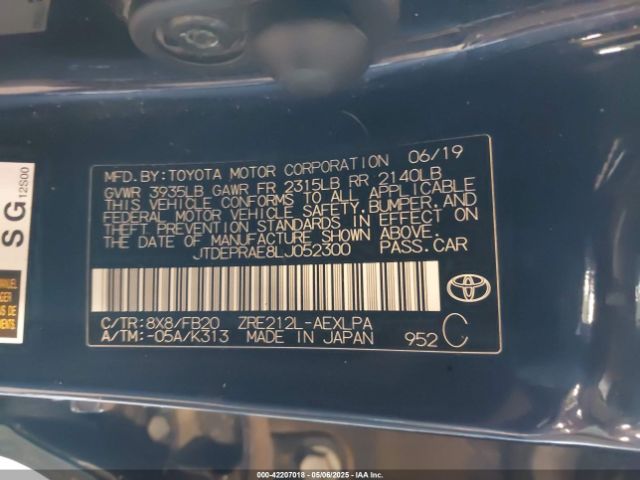 MFD. BY: TOYOTA MOTOR CORPORATION 06/19
GVWR 3935LB GAWR FR 2315LB RR 2140LB
THIS VEHICLE CONFORMS TO ALL APPLICABLE
FEDERAL MOTOR VEHICLE SAFETY, BUMPER, AND
THEFT PREVENTION STANDARDS IN EFFECT ON
THE DATE OF MANUFACTURE SHOWN ABOVE.
JTDEPRAE8LJ052300 PASS. CAR
C/TR: 8X8/FB20 ZRE212L-AEXLPA
A/TM: -05A/K313 MADE IN JAPAN 952 C
SG
12S00
000-42207018 - 05/06/2025 - IAAI